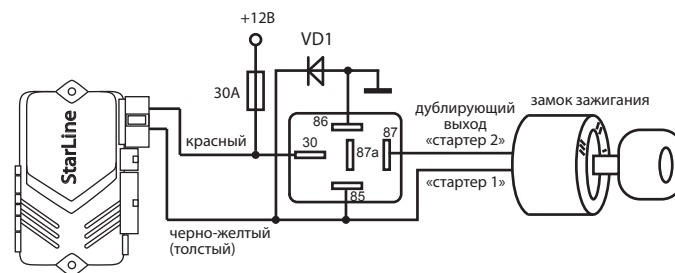 +12В
VD1
30А
86
30
87а
87
85
StarLine
красный
черно-желтый
(толстый)
дублирующий
выход
«стартер 2»
«стартер 1»
замок зажигания